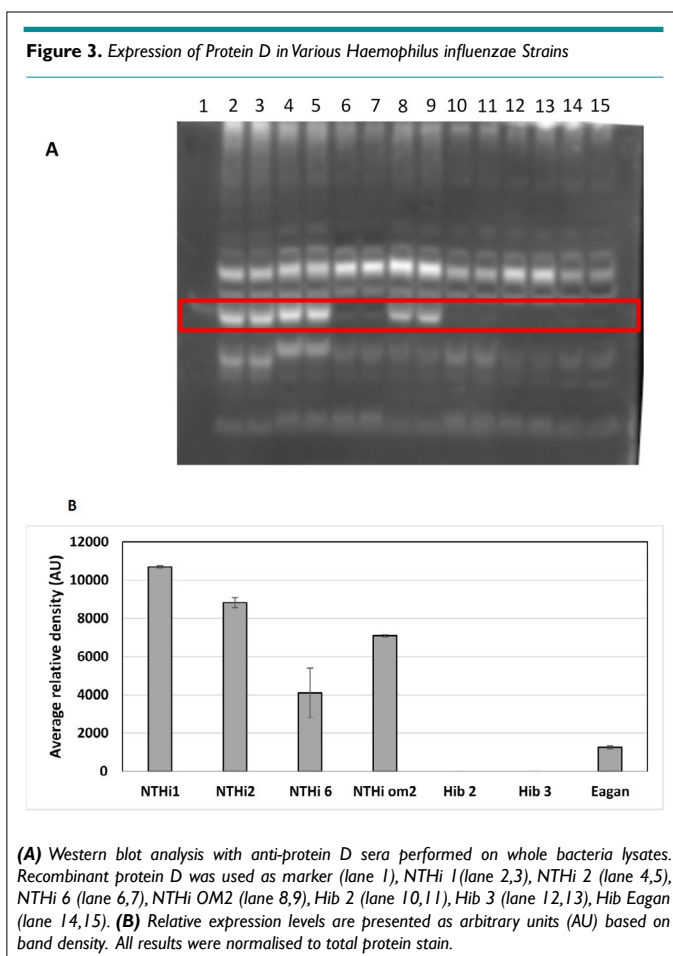 Figure 3. Expression of Protein D in Various Haemophilus influenzae Strains
1 2 3 4 5 6 7 8 9 10 11 12 13 14 15
A
B
12000
10000
8000
6000
4000
2000
0
Average relative density (AU)
NTHi1 NTHi2 NTHi 6 NTHi om2 Hib 2 Hib 3 Eagan
(A) Western blot analysis with anti-protein D sera performed on whole bacteria lysates.
Recombinant protein D was used as marker (lane 1), NTHi 1(lane 2,3), NTHi 2 (lane 4,5),
NTHi 6 (lane 6,7), NTHi OM2 (lane 8,9), Hib 2 (lane 10,11), Hib 3 (lane 12,13), Hib Eagan
(lane 14,15). (B) Relative expression levels are presented as arbitrary units (AU) based on
band density. All results were normalised to total protein stain.